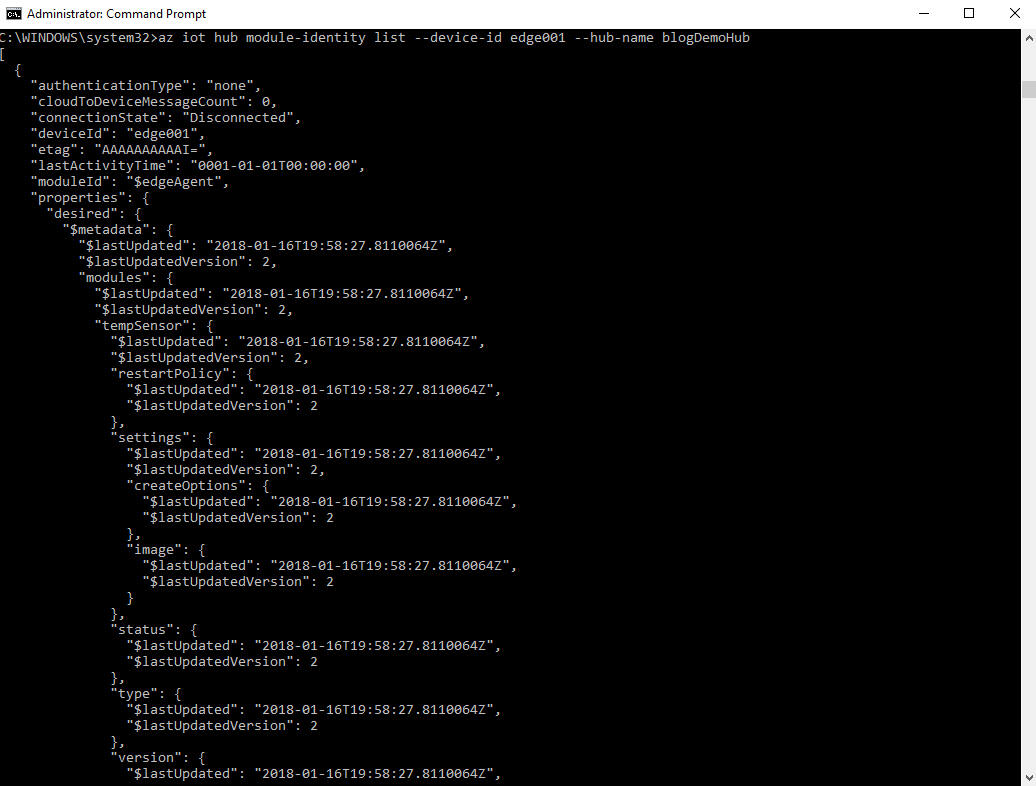 Administrator: Command Prompt
C:\WINDOWS\system32>az iot hub module-identity list --device-id edge001 --hub-name blogDemoHub
[
  {
    "authenticationType": "none",
    "cloudToDeviceMessageCount": 0,
    "connectionState": "Disconnected",
    "deviceId": "edge001",
    "etag": "AAAAAAAAAAI=",
    "lastActivityTime": "0001-01-01T00:00:00",
    "moduleId": "$edgeAgent",
    "properties": {
      "desired": {
        "$metadata": {
          "$lastUpdated": "2018-01-16T19:58:27.8110064Z",
          "$lastUpdatedVersion": 2,
          "modules": {
            "$lastUpdated": "2018-01-16T19:58:27.8110064Z",
            "$lastUpdatedVersion": 2,
            "tempSensor": {
              "$lastUpdated": "2018-01-16T19:58:27.8110064Z",
              "$lastUpdatedVersion": 2,
              "restartPolicy": {
                "$lastUpdated": "2018-01-16T19:58:27.8110064Z",
                "$lastUpdatedVersion": 2
              },
              "settings": {
                "$lastUpdated": "2018-01-16T19:58:27.8110064Z",
                "$lastUpdatedVersion": 2,
                "createOptions": {
                  "$lastUpdated": "2018-01-16T19:58:27.8110064Z",
                  "$lastUpdatedVersion": 2
                },
                "image": {
                  "$lastUpdated": "2018-01-16T19:58:27.8110064Z",
                  "$lastUpdatedVersion": 2
                }
              },
              "status": {
                "$lastUpdated": "2018-01-16T19:58:27.8110064Z",
                "$lastUpdatedVersion": 2
              },
              "type": {
                "$lastUpdated": "2018-01-16T19:58:27.8110064Z",
                "$lastUpdatedVersion": 2
              },
              "version": {
                "$lastUpdated": "2018-01-16T19:58:27.8110064Z",